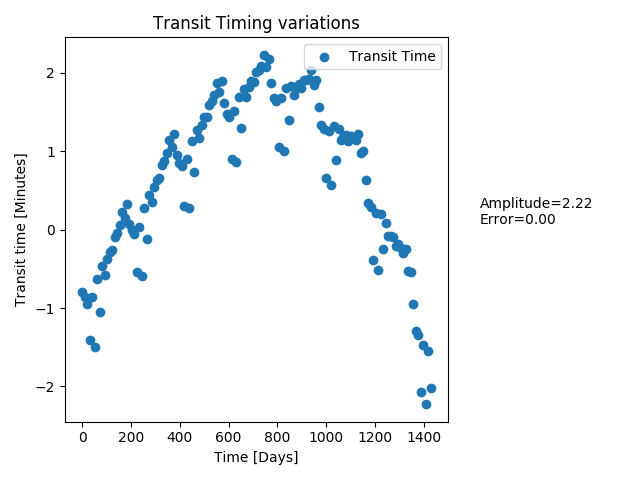 Transit Timing variations
Transit Time
2
1
0
−1
−2
Transit time [Minutes]
0 200 400 600 800 1000 1200 1400
Time [Days]
Amplitude=2.22
Error=0.00